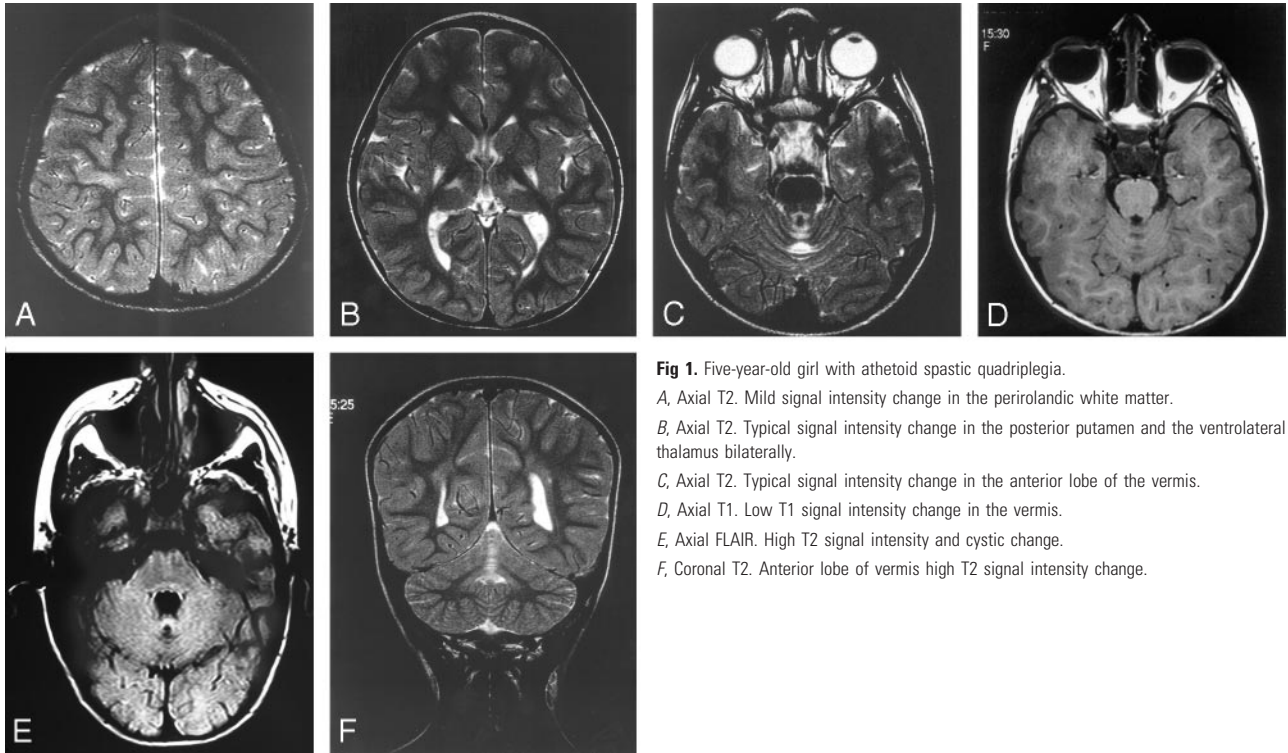 A
B
C
15:30
F
D
E
5:25
F
Fig 1. Five-year-old girl with athetoid spastic quadriplegia.
A, Axial T2. Mild signal intensity change in the perirolandic white matter.
B, Axial T2. Typical signal intensity change in the posterior putamen and the ventrolateral
thalamus bilaterally.
C, Axial T2. Typical signal intensity change in the anterior lobe of the vermis.
D, Axial T1. Low T1 signal intensity change in the vermis.
E, Axial FLAIR. High T2 signal intensity and cystic change.
F, Coronal T2. Anterior lobe of vermis high T2 signal intensity change.